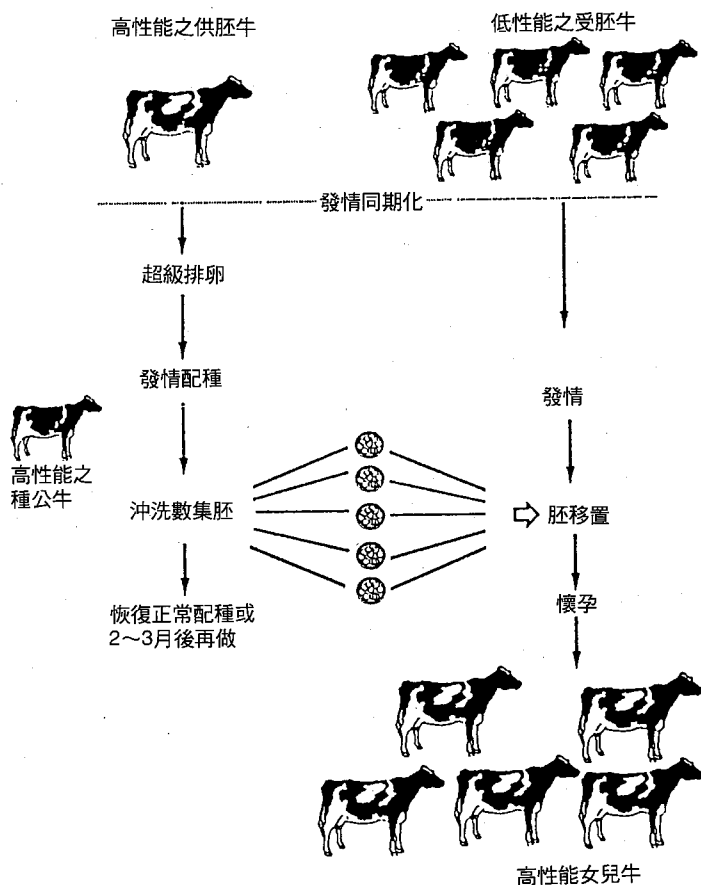 高性能之供胚牛
低性能之受胚牛
發情同期化
超級排卵
發情配種
發情
高性能之
種公牛
沖洗數集胚
胚移置
懷孕
恢復正常配種或
2～3月後再做
高性能女兒牛